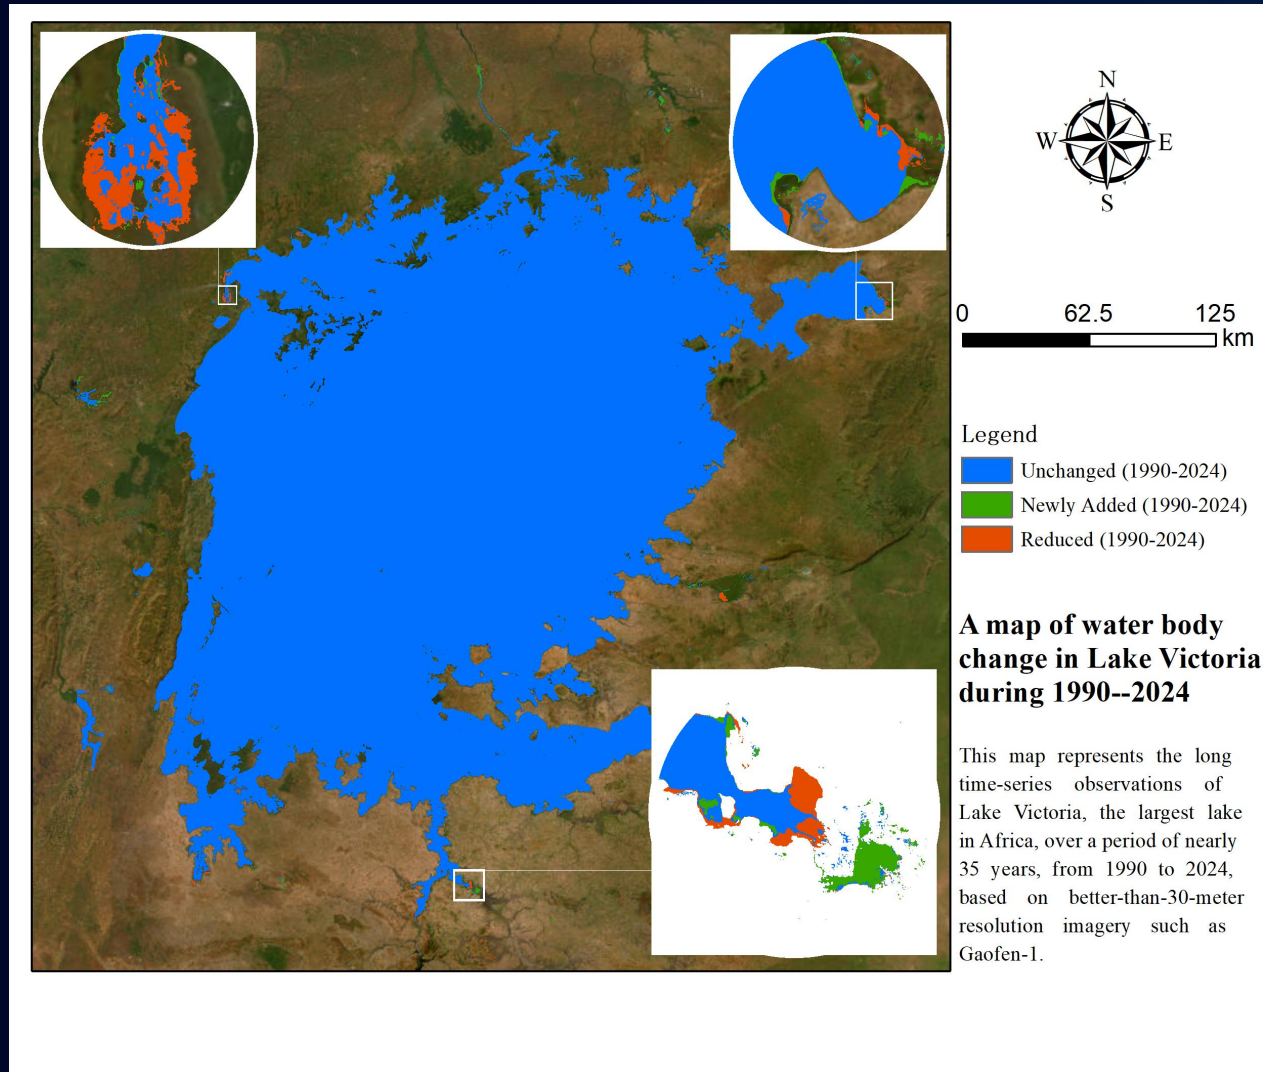 N
W
E
S
0 62.5 125
km
Legend
Unchanged (1990-2024)
Newly Added (1990-2024)
Reduced (1990-2024)
A map of water body
change in Lake Victoria
during 1990--2024
This map represents the long
time-series observations of
Lake Victoria, the largest lake
in Africa, over a period of nearly
35 years, from 1990 to 2024,
based on better-than-30-meter
resolution imagery such as
Gaofen-1.